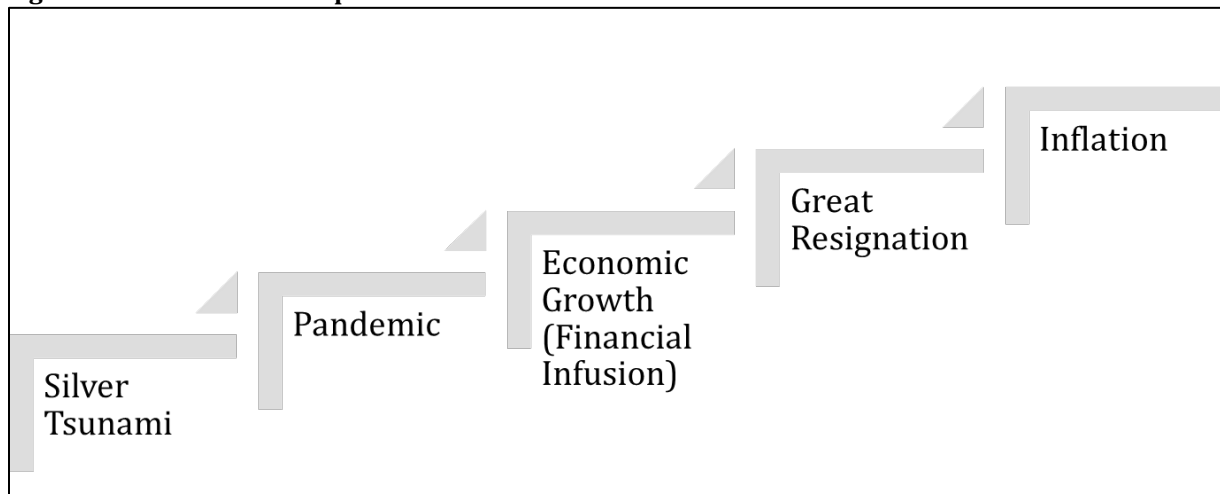 Silver
Tsunami
Pandemic
Economic
Growth
(Financial
Infusion)
Great
Resignation
Inflation